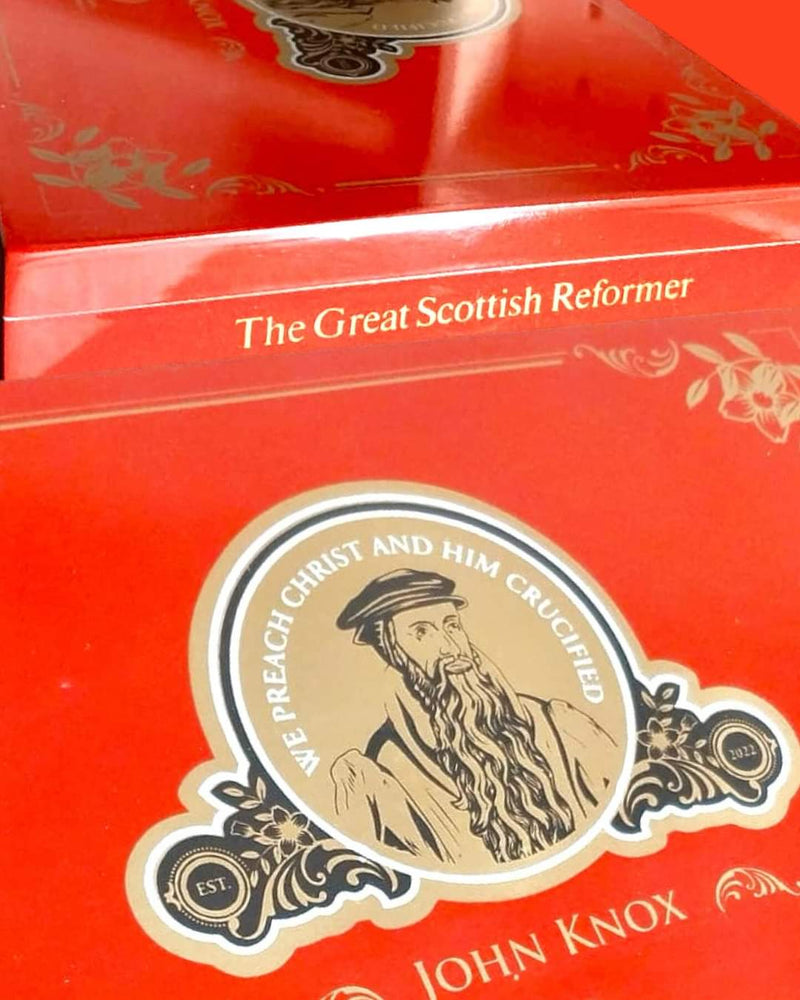 The Great Scottish Reformer
WE PREACH CHRIST AND HIM CRUCIFIED
2022
EST.
JOHN KNOX